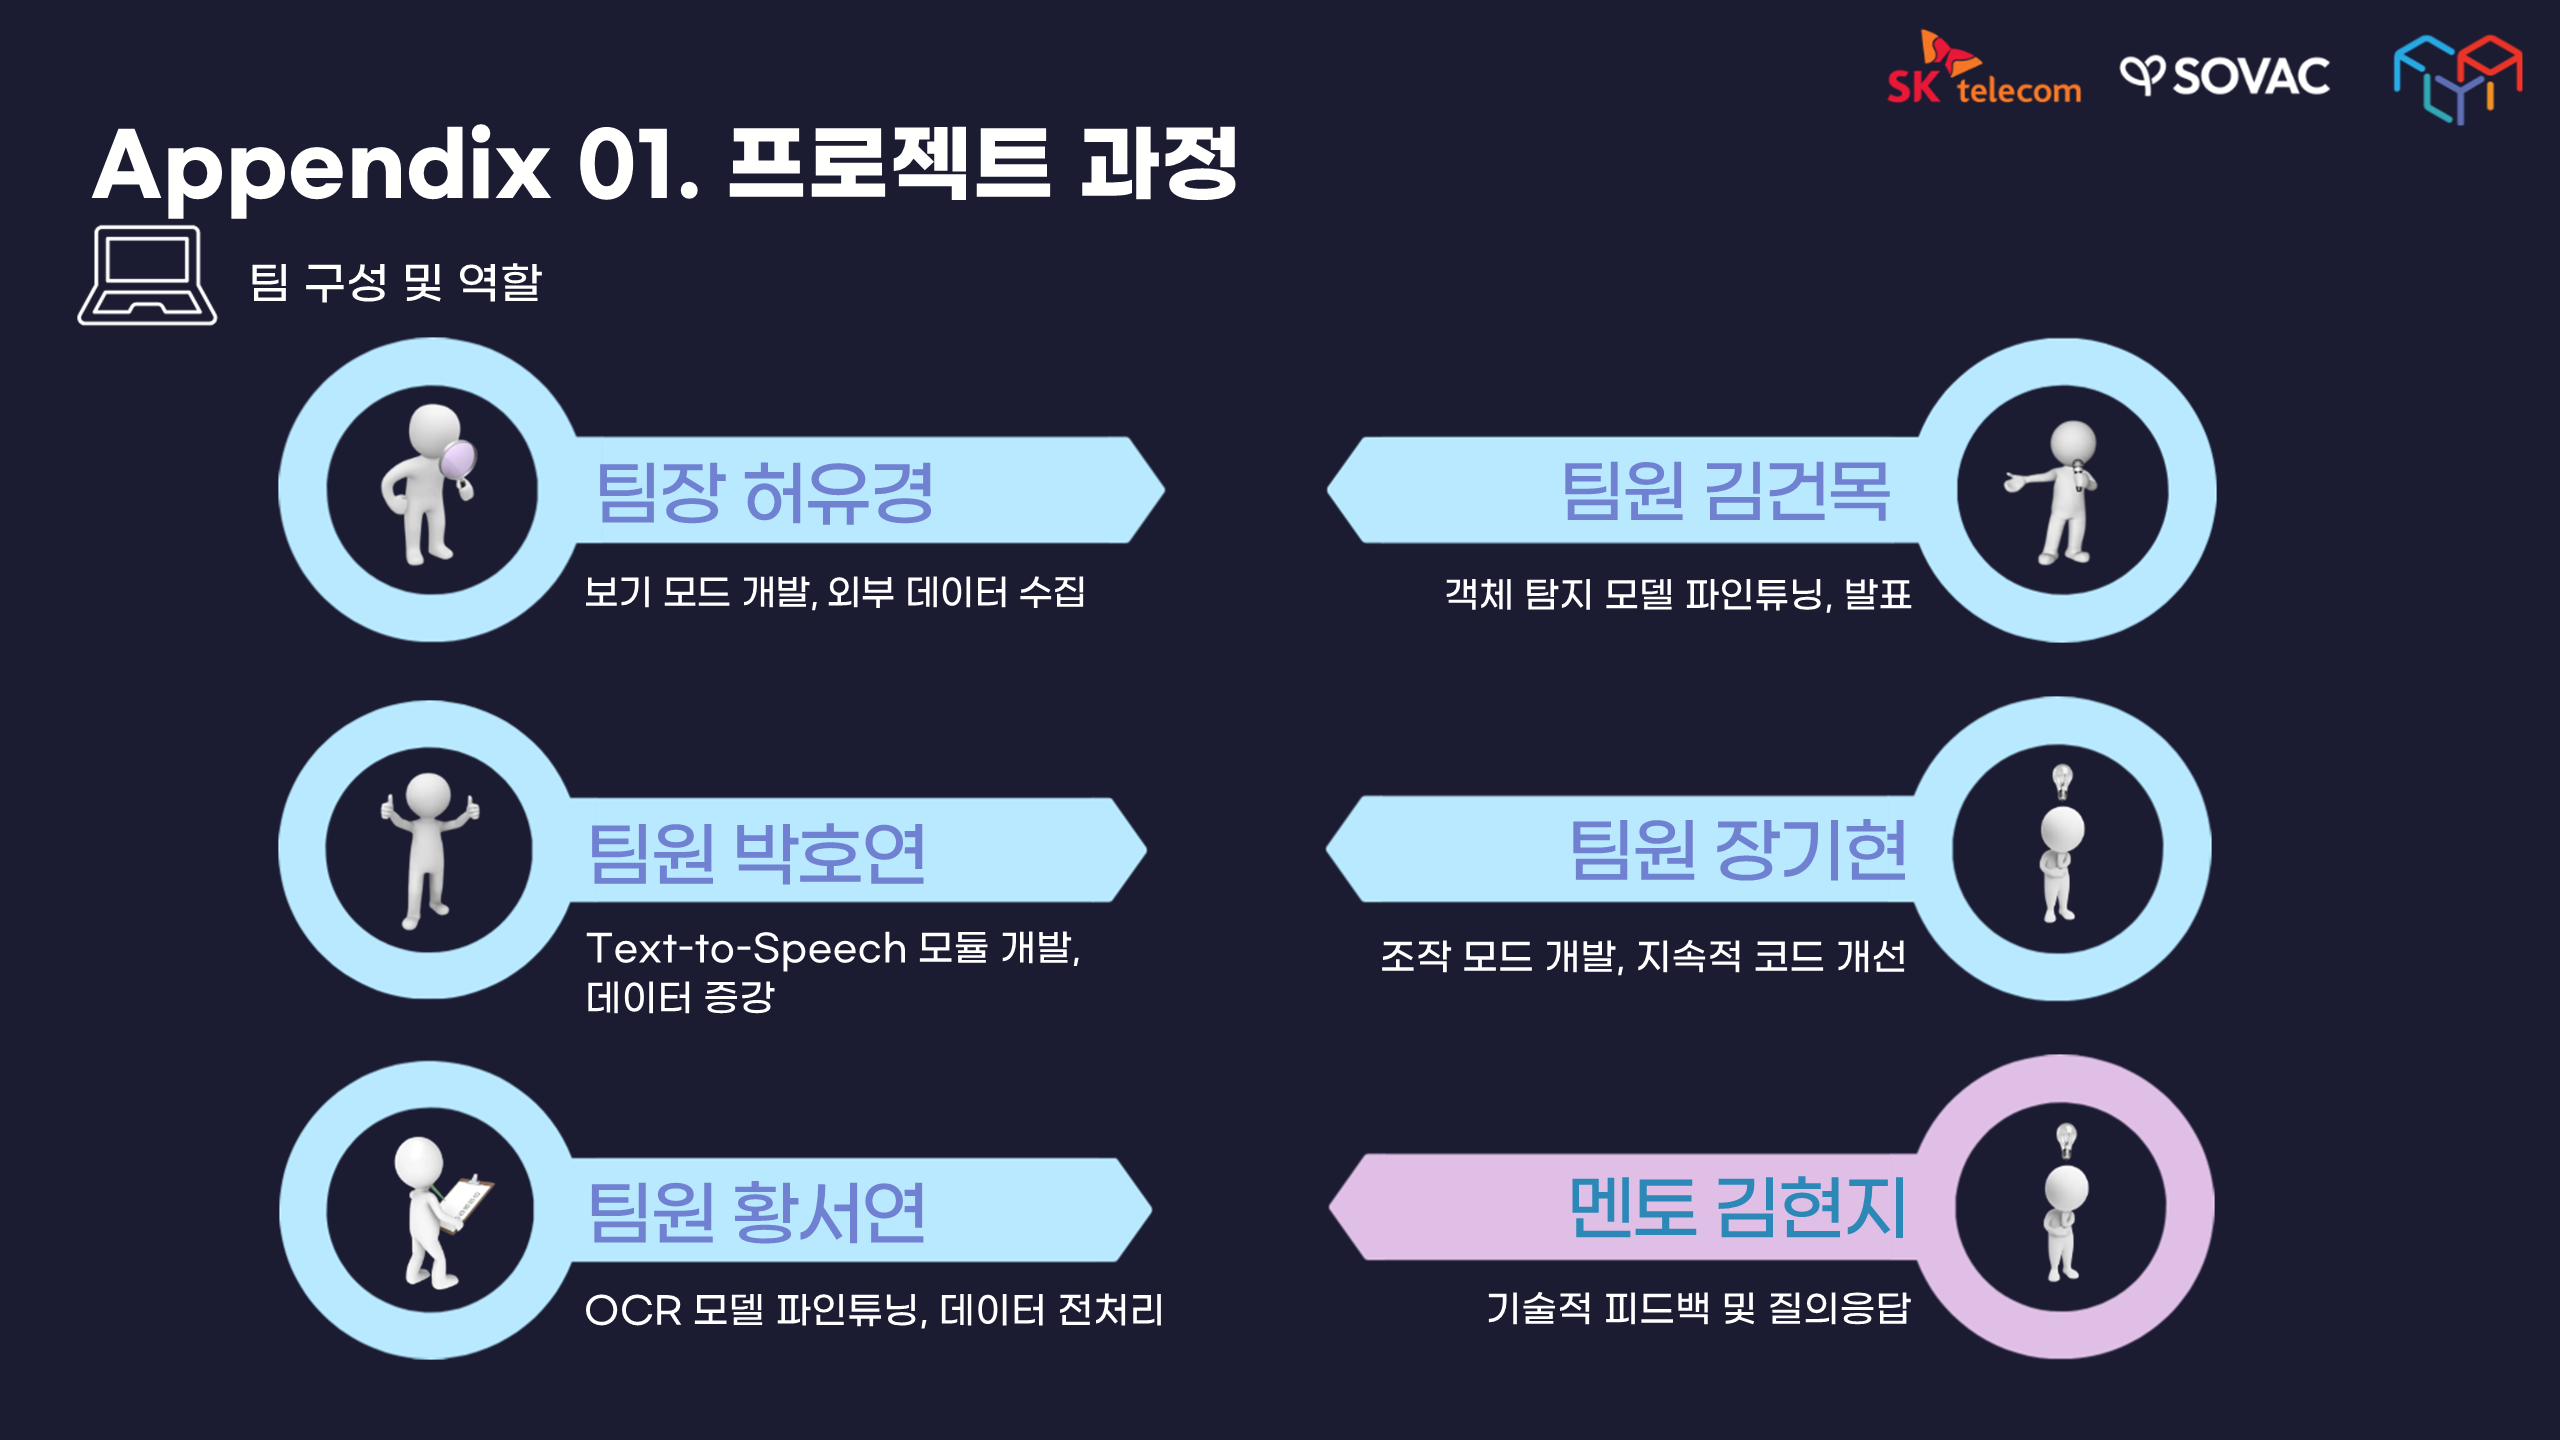 SK telecom
SOVAC
Appendix 01. 프로젝트 과정
팀 구성 및 역할
팀장 허유경
보기 모드 개발, 외부 데이터 수집
팀원 김건목
객체 탐지 모델 파인튜닝, 발표
팀원 박호연
Text-to-Speech 모듈 개발,
데이터 증강
팀원 장기현
조작 모드 개발, 지속적 코드 개선
팀원 황서연
OCR 모델 파인튜닝, 데이터 전처리
멘토 김현지
기술적 피드백 및 질의응답